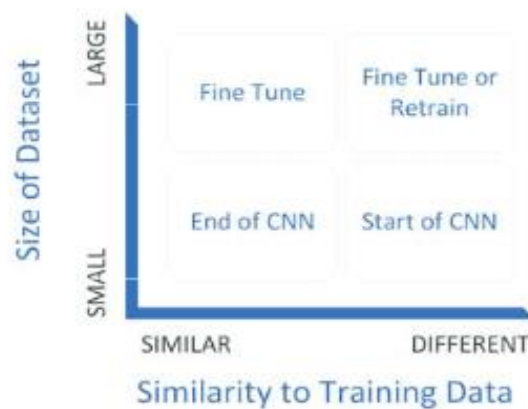 Size of Dataset
LARGE
SMALL
Fine Tune
Fine Tune or
Retrain
End of CNN
Start of CNN
SIMILAR
DIFFERENT
Similarity to Training Data